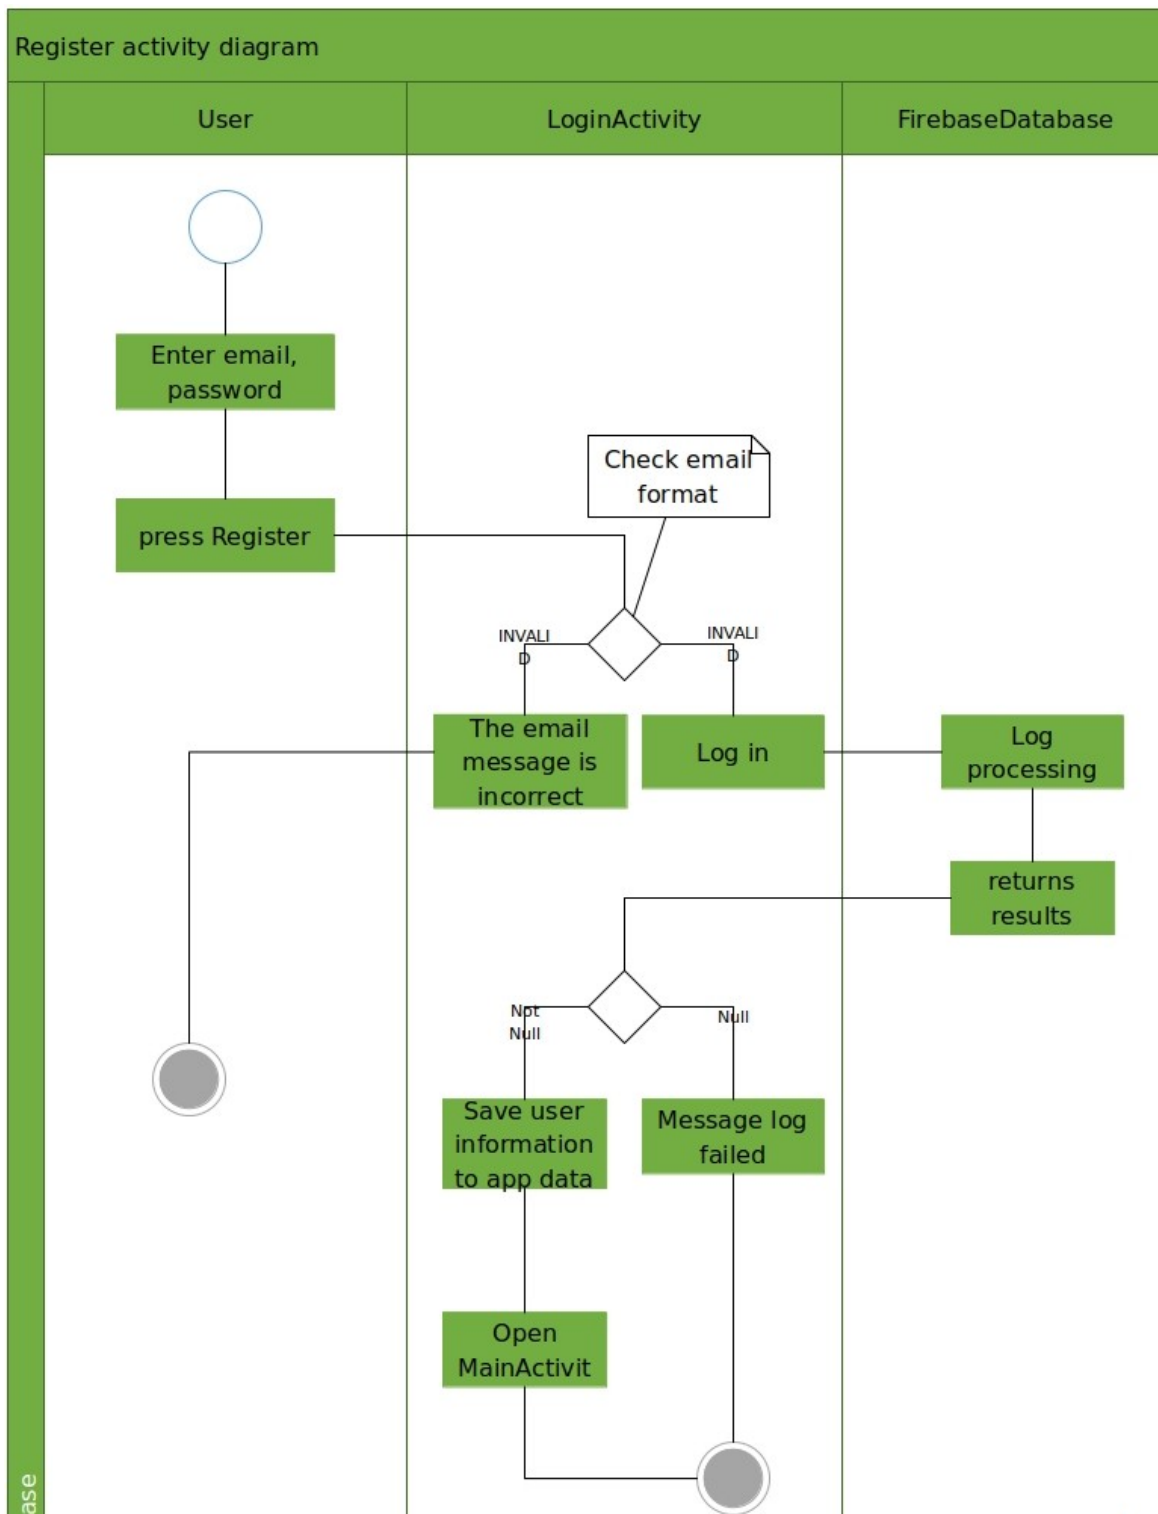 Register activity diagram
User
LoginActivity
FirebaseDatabase
Enter email,
password
Check email
format
press Register
INVALI
D
INVALI
D
The email
message is
incorrect
Log in
Log
processing
returns
results
Not
Null
Null
Save user
information
to app data
Message log
failed
Open
MainActivit
ase